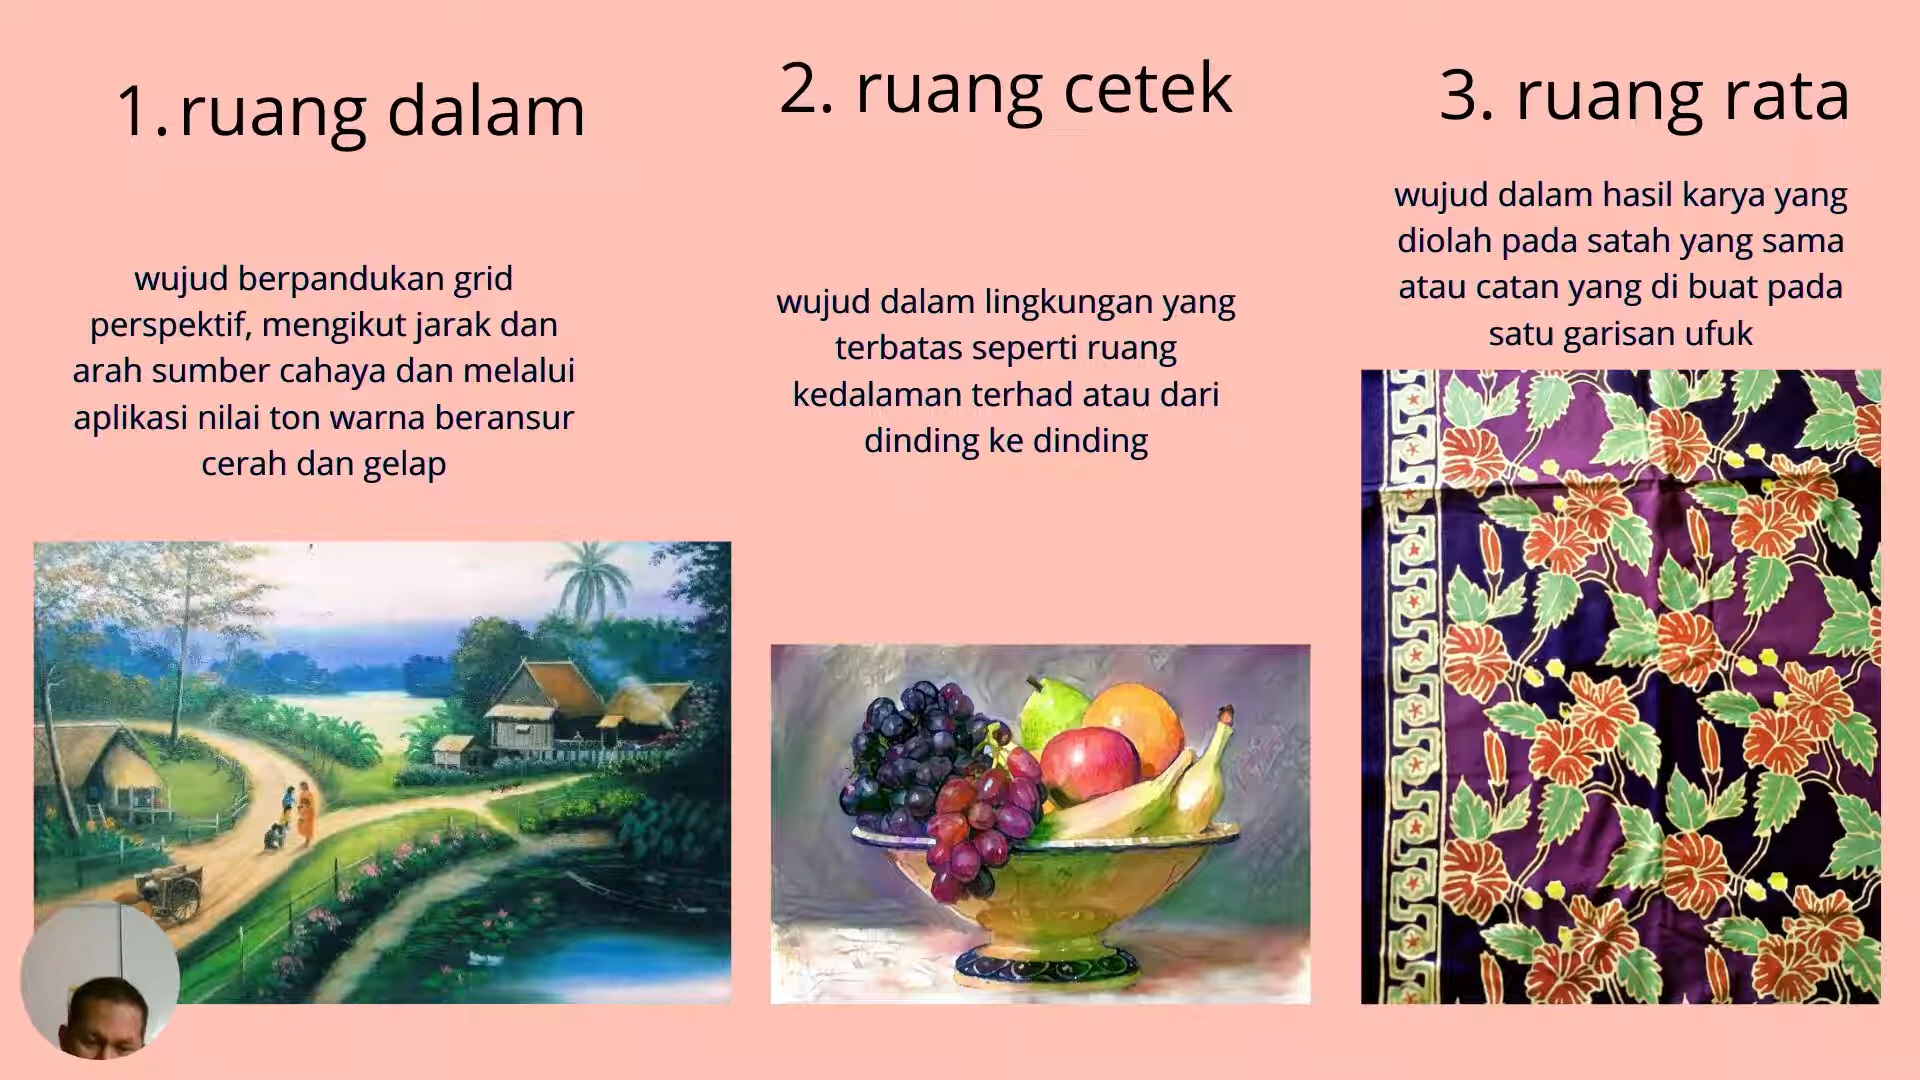 1. ruang dalam
wujud berpandukan grid
perspektif, mengikut jarak dan
arah sumber cahaya dan melalui
aplikasi nilai ton warna beransur
cerah dan gelap
2. ruang cetek
wujud dalam lingkungan yang
terbatas seperti ruang
kedalaman terhad atau dari
dinding ke dinding
3. ruang rata
wujud dalam hasil karya yang
diolah pada satah yang sama
atau catan yang di buat pada
satu garisan ufuk